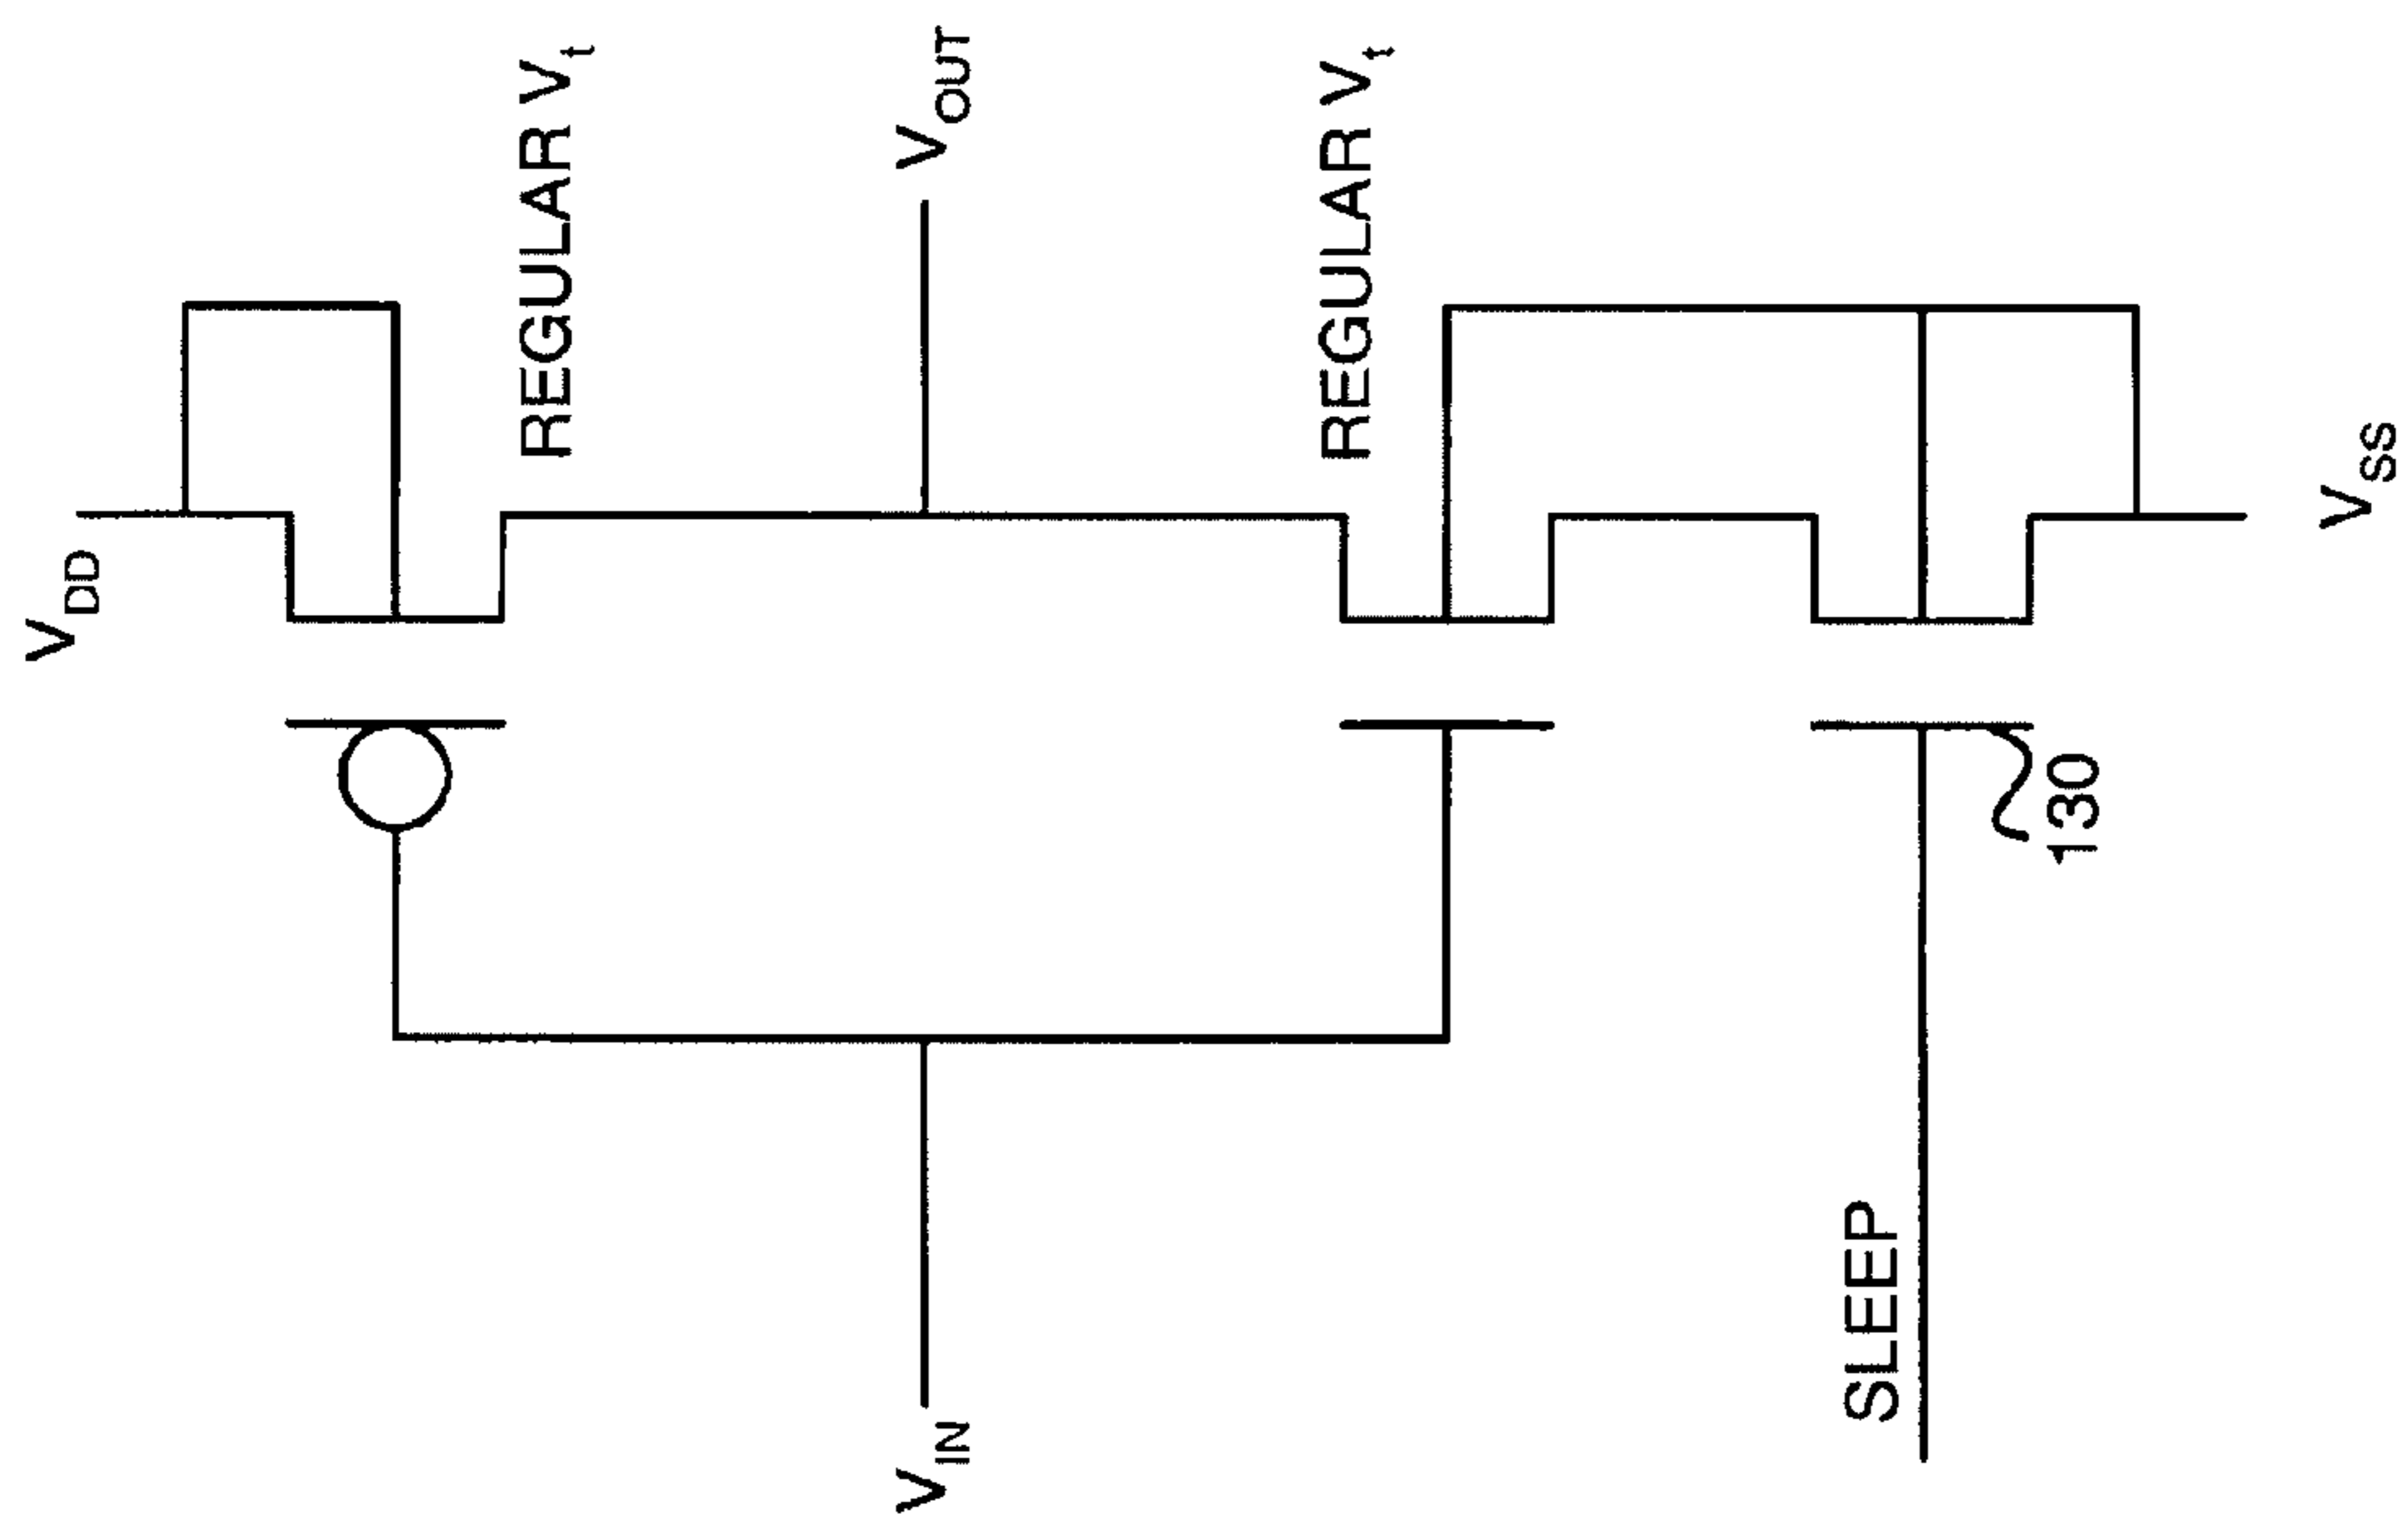 V_DD
REGULAR V_t
V_IN
V_OUT
REGULAR V_t
SLEEP
130
V_SS